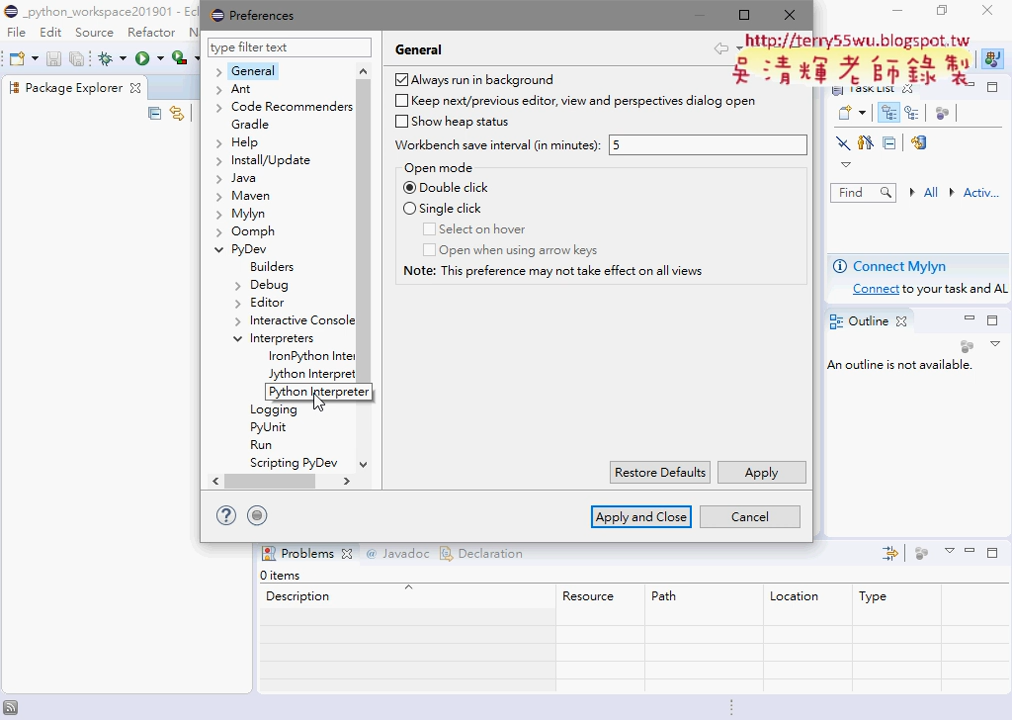 _python_workspace201901 - Ecl
Preferences
File Edit Source Refactor N
http://terry55wu.blogspot.tw
吳清輝老師錄製
type filter text
General
Package Explorer
Task List
General
Ant
Code Recommenders
Gradle
Help
Install/Update
Java
Maven
Mylyn
Oomph
PyDev
Builders
Debug
Editor
Interactive Console
Interpreters
IronPython Inter
Jython Interpret
Python Interpreter
Logging
PyUnit
Run
Scripting PyDev
Always run in background
Keep next/previous editor, view and perspectives dialog open
Show heap status
Workbench save interval (in minutes): 5
Open mode
Double click
Single click
Select on hover
Open when using arrow keys
Note: This preference may not take effect on all views
Restore Defaults Apply
Apply and Close Cancel
Find All Activ...
Connect Mylyn
Connect to your task and AL
Outline
An outline is not available.
Problems @ Javadoc Declaration
0 items
Description Resource Path Location Type